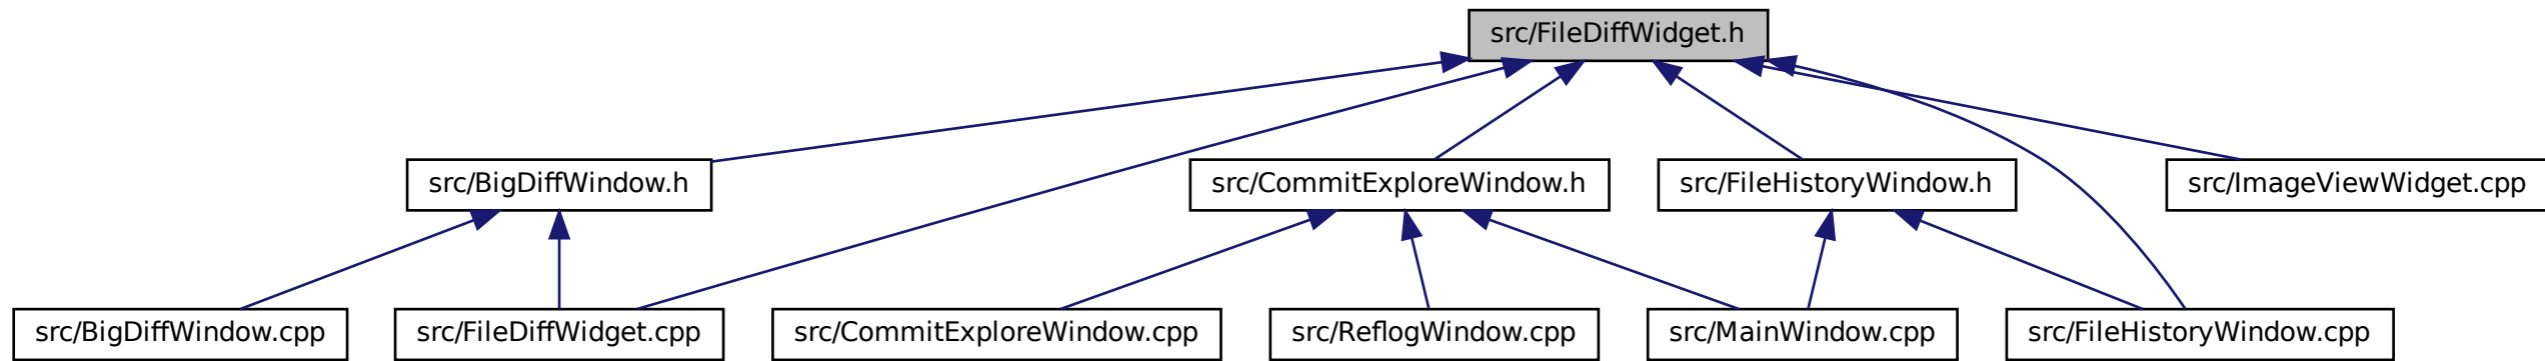 src/FileDiffWidget.h
src/BigDiffWindow.h
src/CommitExploreWindow.h
src/FileHistoryWindow.h
src/ImageViewWidget.cpp
src/BigDiffWindow.cpp
src/FileDiffWidget.cpp
src/CommitExploreWindow.cpp
src/ReflogWindow.cpp
src/MainWindow.cpp
src/FileHistoryWindow.cpp